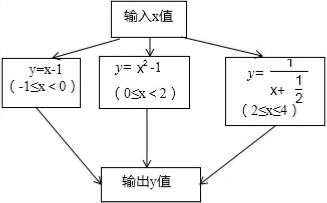 输入x值
y=x-1
(-1≤x<0)
y= x²-1
(0≤x<2)
y= 1/(x+ 1/2)
(2≤x≤4)
输出y值